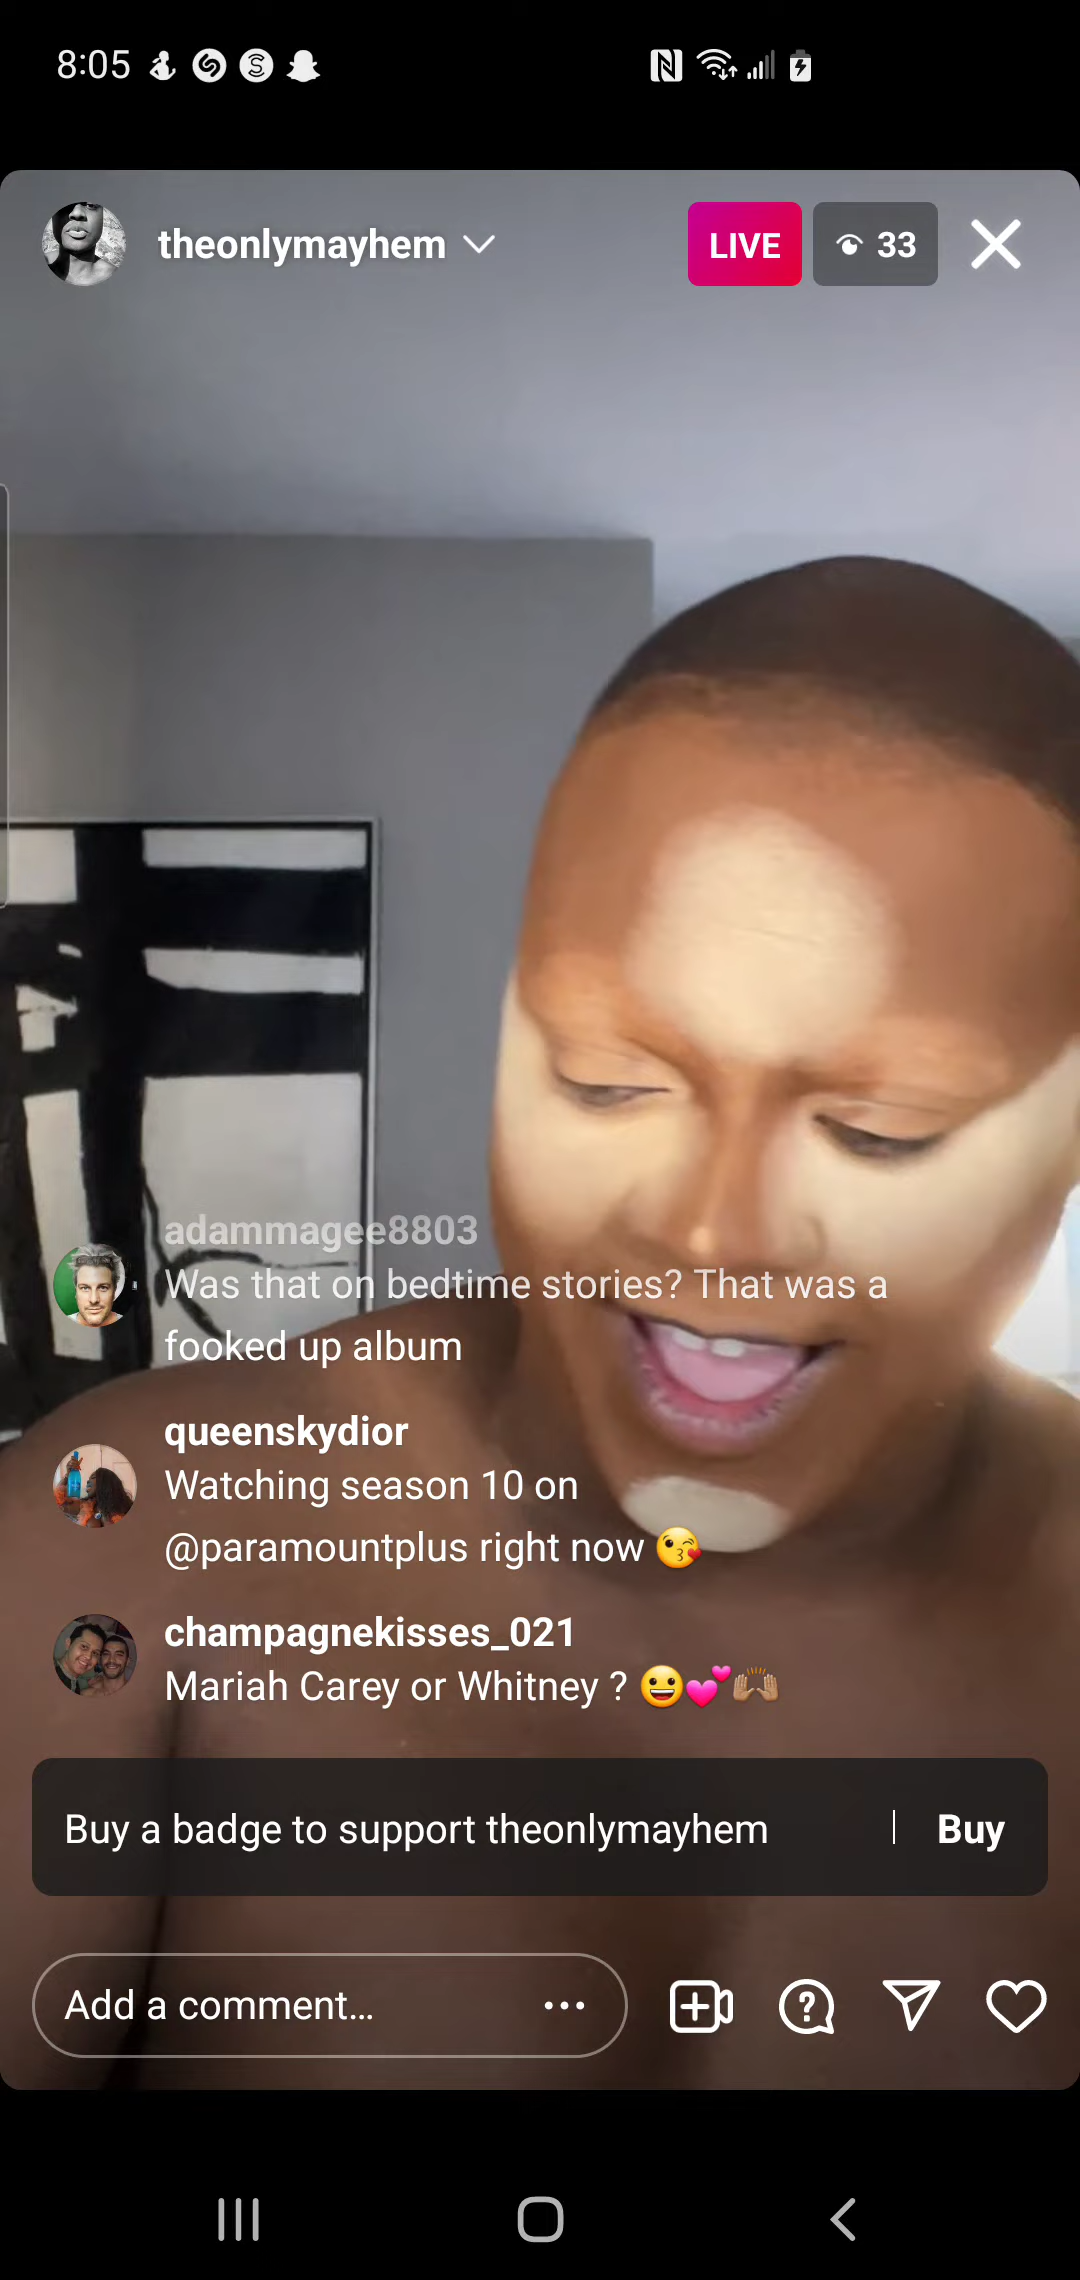 8:05
theonlymayhem
LIVE
33
adammagee8803
Was that on bedtime stories? That was a
fooked up album
queenskydior
Watching season 10 on
@paramountplus right now 😘
champagnekisses_021
Mariah Carey or Whitney ? 😀💕🙌🏽
Buy a badge to support theonlymayhem | Buy
Add a comment...